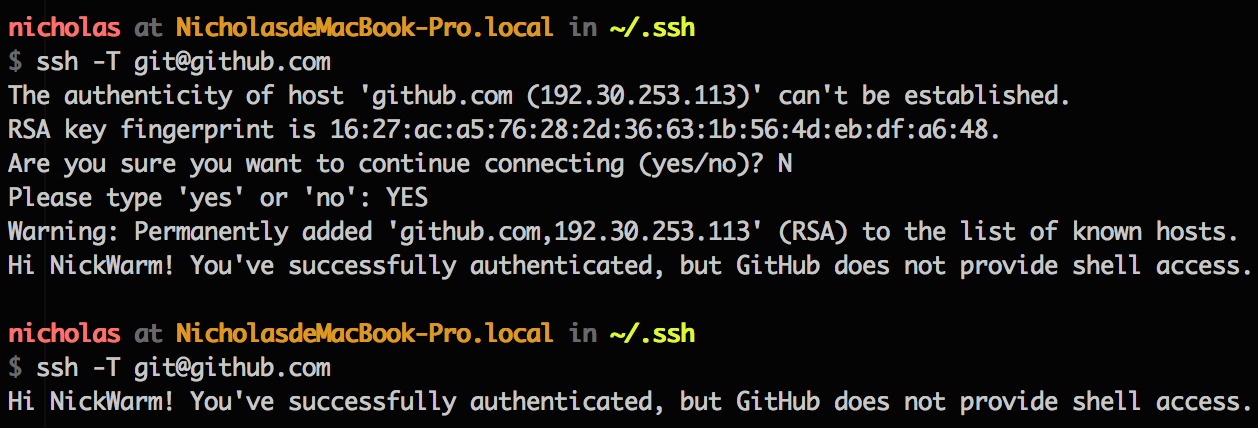 nicholas at NicholasdeMacBook-Pro.local in ~/.ssh
$ ssh -T git@github.com
The authenticity of host 'github.com (192.30.253.113)' can't be established.
RSA key fingerprint is 16:27:ac:a5:76:28:2d:36:63:1b:56:4d:eb:df:a6:48.
Are you sure you want to continue connecting (yes/no)? N
Please type 'yes' or 'no': YES
Warning: Permanently added 'github.com,192.30.253.113' (RSA) to the list of known hosts.
Hi NickWarm! You've successfully authenticated, but GitHub does not provide shell access.
nicholas at NicholasdeMacBook-Pro.local in ~/.ssh
$ ssh -T git@github.com
Hi NickWarm! You've successfully authenticated, but GitHub does not provide shell access.